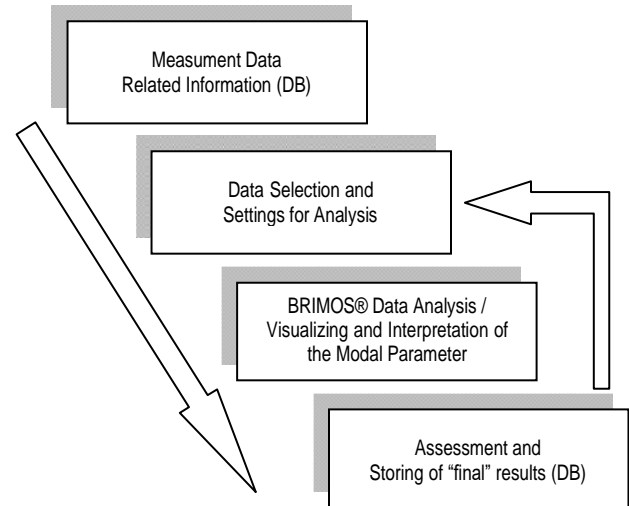 Measument Data
Related Information (DB)
Data Selection and
Settings for Analysis
BRIMOS® Data Analysis /
Visualizing and Interpretation of
the Modal Parameter
Assessment and
Storing of “final” results (DB)